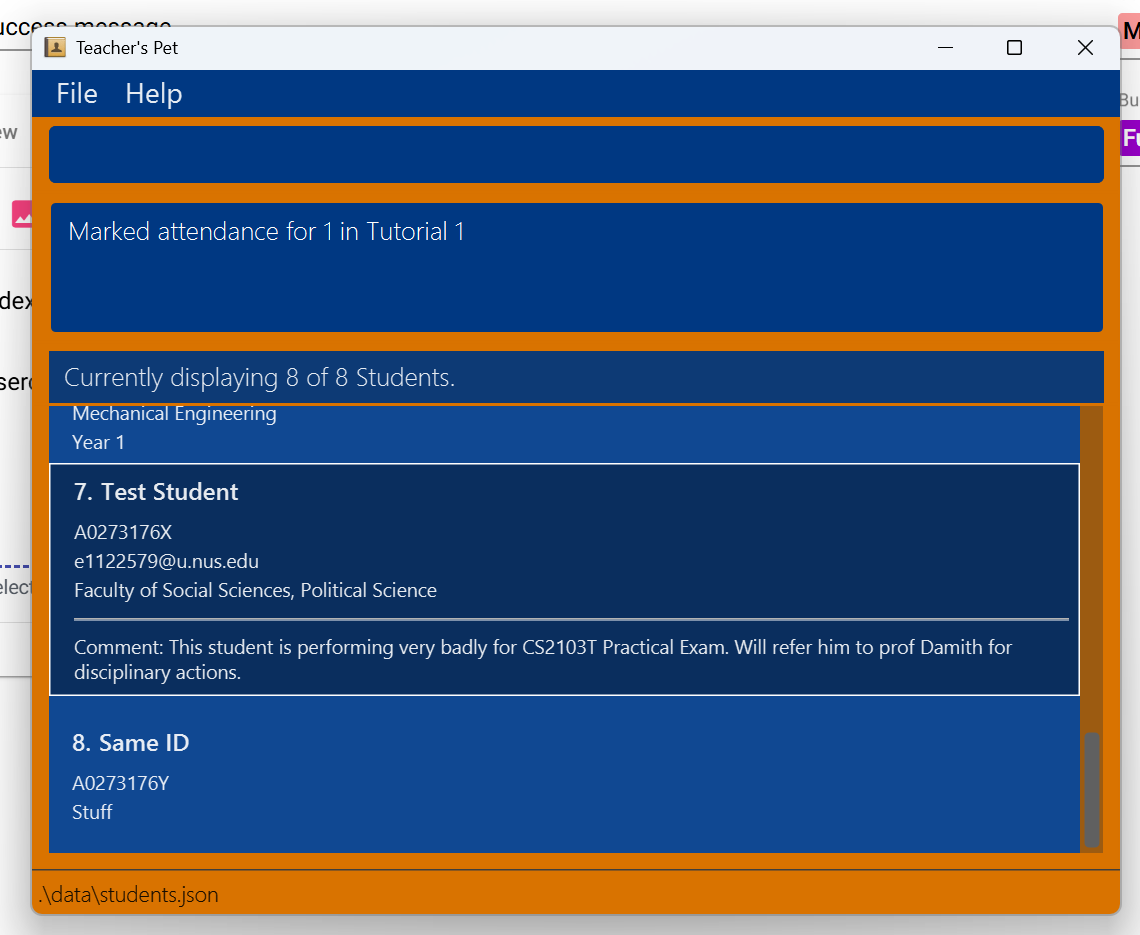 uccess message
Teacher's Pet
M
File Help
Bu
ew
Fu
Marked attendance for 1 in Tutorial 1
dex
Currently displaying 8 of 8 Students.
Mechanical Engineering
Year 1
7. Test Student
A0273176X
e1122579@u.nus.edu
elect
Faculty of Social Sciences, Political Science
Comment: This student is performing very badly for CS2103T Practical Exam. Will refer him to prof Damith for
disciplinary actions.
8. Same ID
A0273176Y
Stuff
.\data\students.json